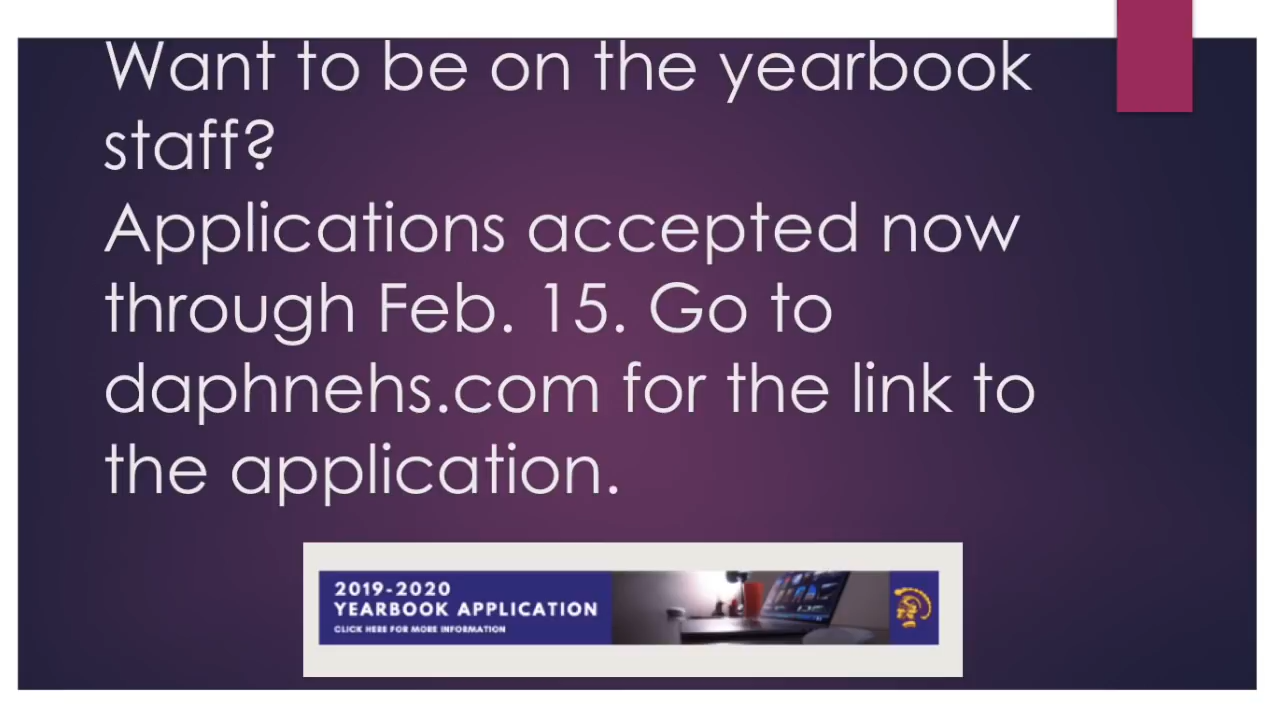 Want to be on the yearbook
staff?
Applications accepted now
through Feb. 15. Go to
daphnehs.com for the link to
the application.
2019-2020
YEARBOOK APPLICATION
CLICK HERE FOR MORE INFORMATION